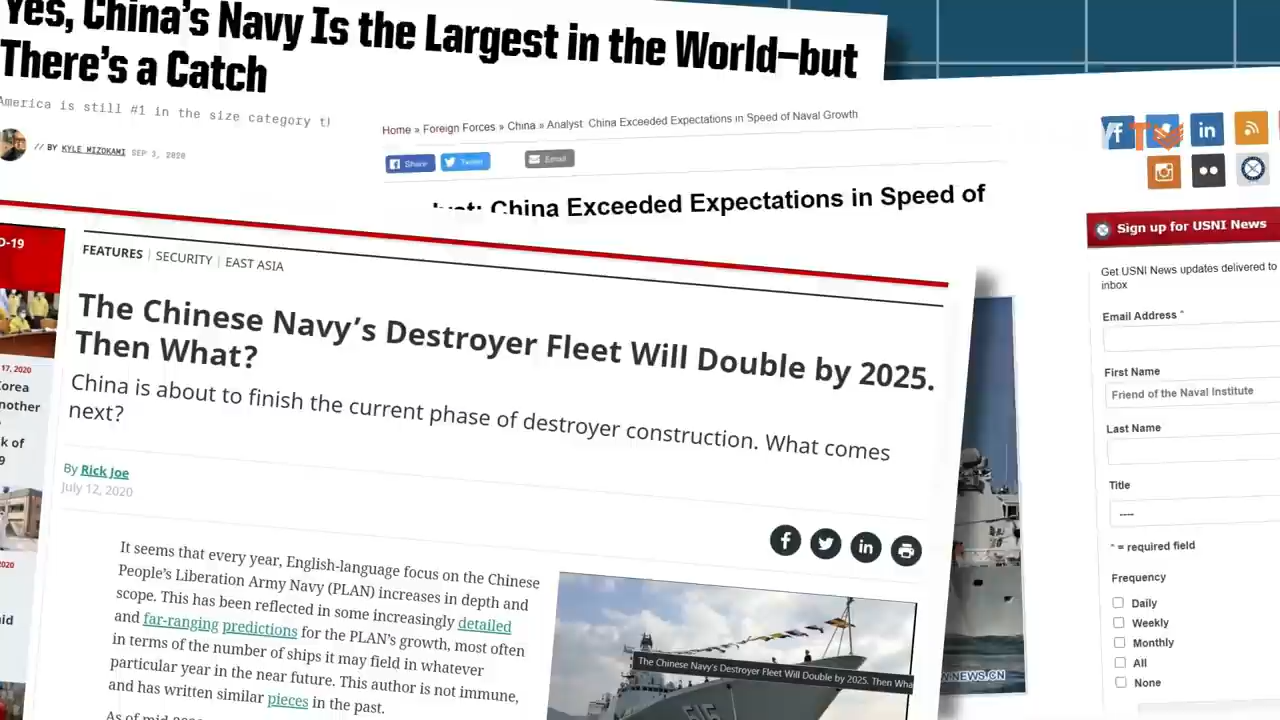 Yes, China's Navy Is the Largest in the World—but
There's a Catch
America is still #1 in the size category
// BY KYLE MIZOKAMI SEP 3, 2020
Home » Foreign Forces » China » Analyst: China Exceeded Expectations in Speed of Naval Growth
Share
Tweet
Email
China Exceeded Expectations in Speed of
Sign up for USNI News
Get USNI News updates delivered to
inbox
Email Address *
First Name
Friend of the Naval Institute
Last Name
Title
----
* = required field
Frequency
Daily
Weekly
Monthly
All
None
FEATURES | SECURITY | EAST ASIA
The Chinese Navy's Destroyer Fleet Will Double by 2025.
Then What?
China is about to finish the current phase of destroyer construction. What comes
next?
By Rick Joe
July 12, 2020
It seems that every year, English-language focus on the Chinese
People's Liberation Army Navy (PLAN) increases in depth and
scope. This has been reflected in some increasingly detailed
and far-ranging predictions for the PLAN's growth, most often
in terms of the number of ships it may field in whatever
particular year in the near future. This author is not immune,
and has written similar pieces in the past.
As of
The Chinese Navy's Destroyer Fleet Will Double by 2025. Then Wha
515
17, 2020
k of
NEWS.CN